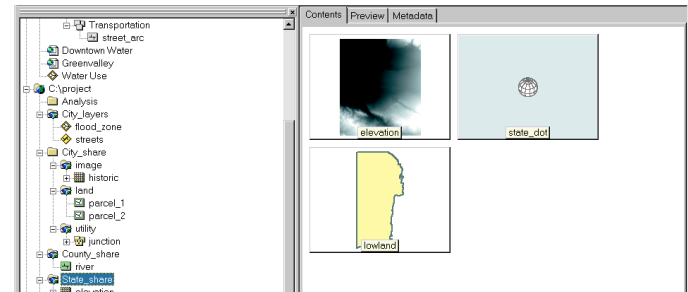 Transportation
street_arc
Downtown Water
Greenvalley
Water Use
C:\project
Analysis
City_layers
flood_zone
streets
City_share
image
historic
land
parcel_1
parcel_2
utility
junction
County_share
river
State_share
elevation
Contents Preview Metadata
elevation
state_dot
lowland